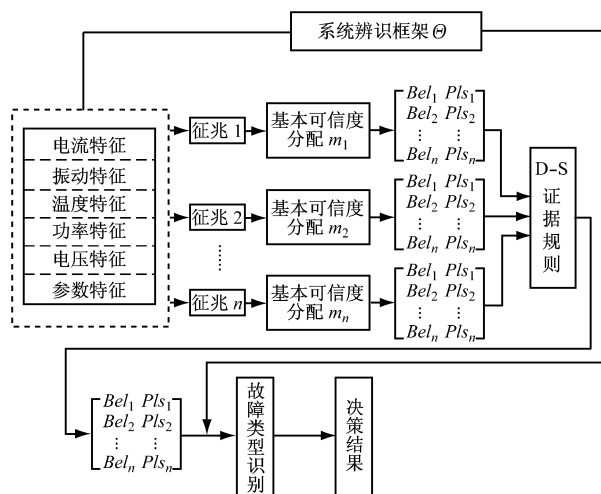 系统辨识框架 Θ
电流特征
振动特征
温度特征
功率特征
电压特征
参数特征
征兆 1
基本可信度
分配 m₁
Bel₁ Pls₁
Bel₂ Pls₂
⋮ ⋮
Belₙ Plsₙ
征兆 2
基本可信度
分配 m₂
Bel₁ Pls₁
Bel₂ Pls₂
⋮ ⋮
Belₙ Plsₙ
……
征兆 n
基本可信度
分配 mₙ
Bel₁ Pls₁
Bel₂ Pls₂
⋮ ⋮
Belₙ Plsₙ
D-S
证
据
规
则
Bel₁ Pls₁
Bel₂ Pls₂
⋮ ⋮
Belₙ Plsₙ
故障类型识别
决策结果